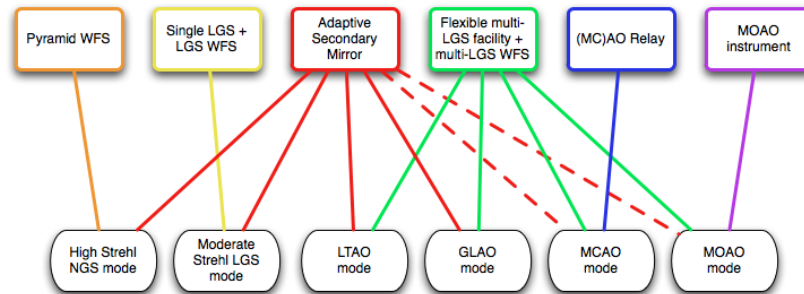 Pyramid WFS
Single LGS +
LGS WFS
Adaptive
Secondary
Mirror
Flexible multi-
LGS facility +
multi-LGS WFS
(MC)AO Relay
MOAO
instrument
High Strehl
NGS mode
Moderate
Strehl LGS
mode
LTAO
mode
GLAO
mode
MCAO
mode
MOAO
mode